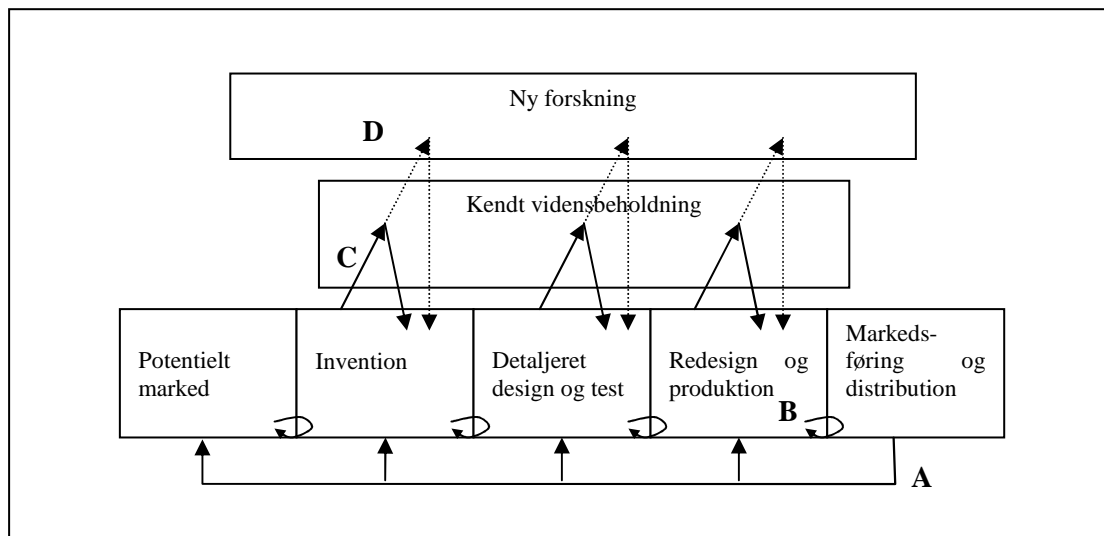 Ny forskning
D
Kendt vidensbeholdning
C
Potentielt
marked
Invention
Detaljeret
design og test
Redesign og
produktion
B
Markeds-
føring og
distribution
A